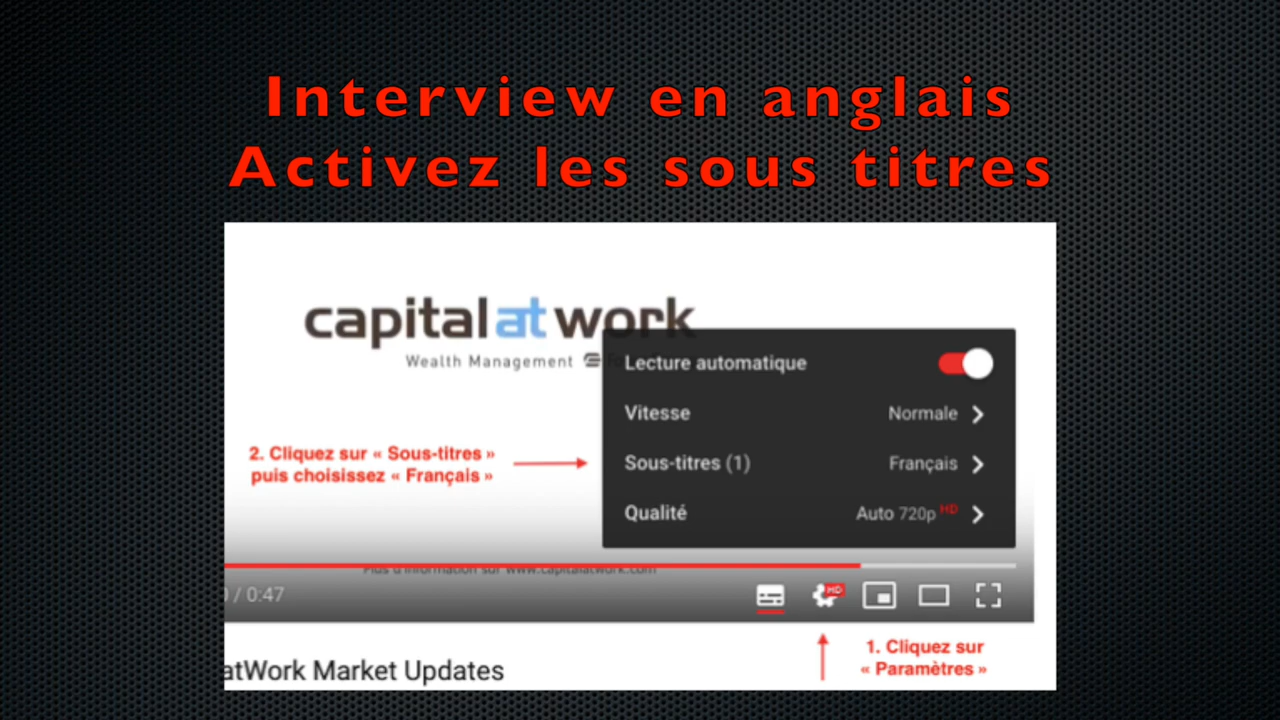 Interview en anglais
Activez les sous titres
capital at work
Wealth Management
Lecture automatique
Vitesse Normale
2. Cliquez sur « Sous-titres »
puis choisissez « Français »
Sous-titres (1) Français
Qualité Auto 720p HD
Plus d'information sur www.capitalatwork.com
/ 0:47
HD
1. Cliquez sur
« Paramètres »
atWork Market Updates